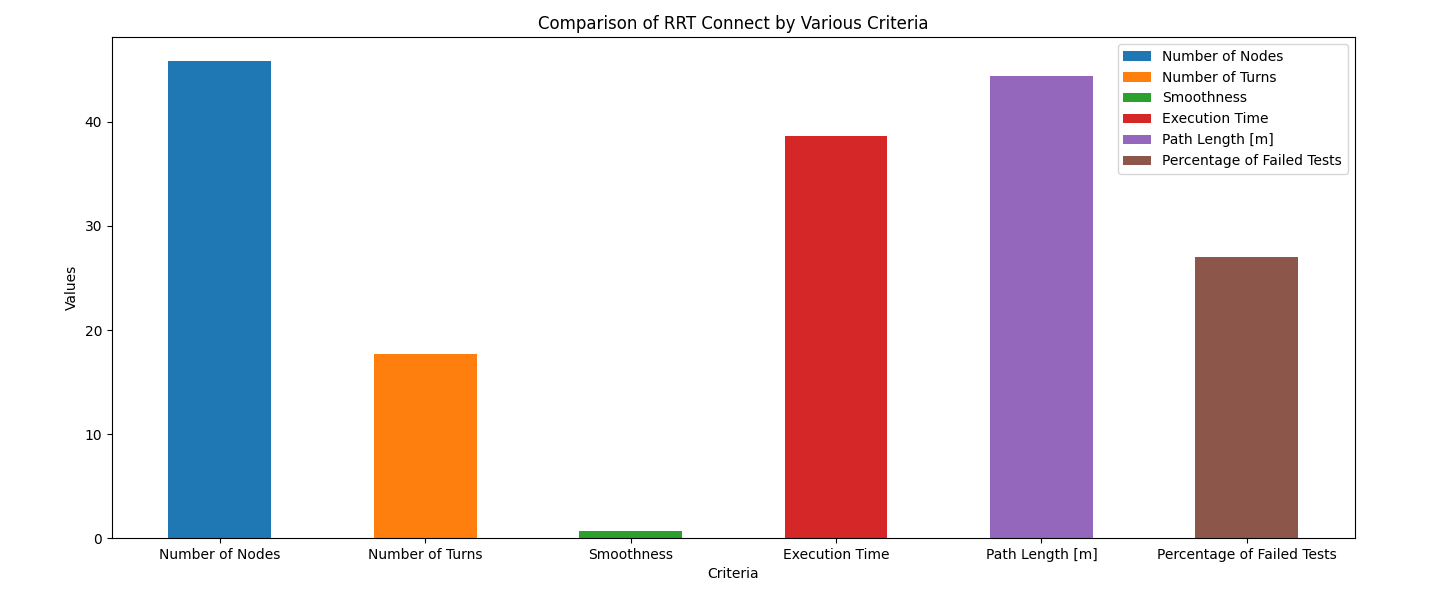 Comparison of RRT Connect by Various Criteria
Number of Nodes
Number of Turns
Smoothness
Execution Time
Path Length [m]
Percentage of Failed Tests
Values
40
30
20
10
0
Number of Nodes
Number of Turns
Smoothness
Execution Time
Path Length [m]
Percentage of Failed Tests
Criteria